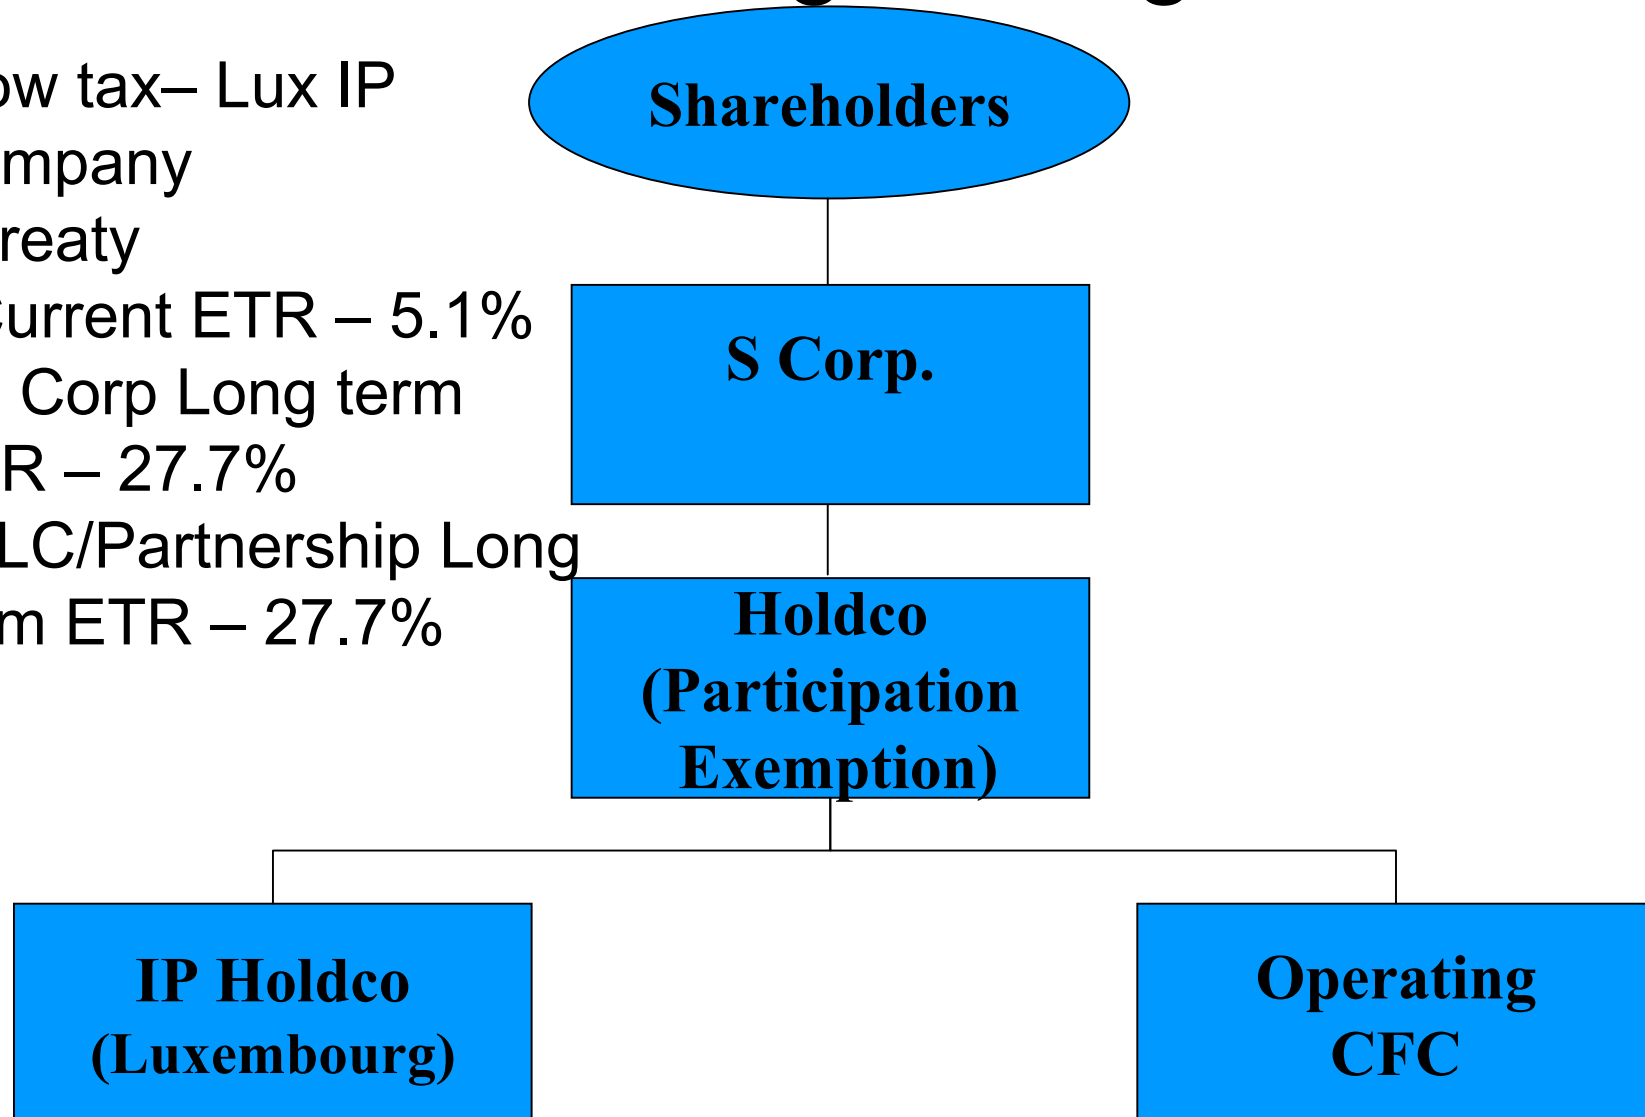 ow tax– Lux IP
mpany
reaty
Current ETR – 5.1%
Corp Long term
R – 27.7%
LC/Partnership Long
m ETR – 27.7%
Shareholders
S Corp.
Holdco
(Participation
Exemption)
IP Holdco
(Luxembourg)
Operating
CFC